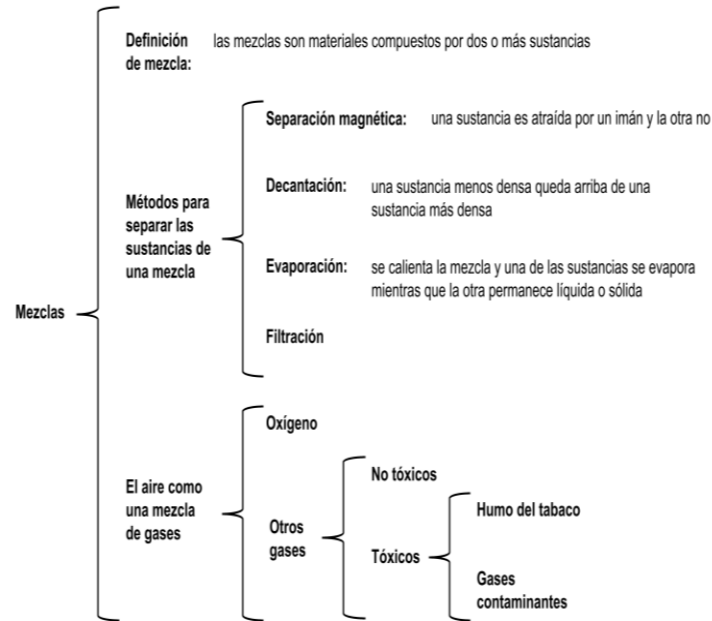 Mezclas
Definición
de mezcla:
las mezclas son materiales compuestos por dos o más sustancias
Métodos para
separar las
sustancias de
una mezcla
Separación magnética:
una sustancia es atraída por un imán y la otra no
Decantación:
una sustancia menos densa queda arriba de una
sustancia más densa
Evaporación:
se calienta la mezcla y una de las sustancias se evapora
mientras que la otra permanece líquida o sólida
Filtración
El aire como
una mezcla
de gases
Oxígeno
Otros
gases
No tóxicos
Tóxicos
Humo del tabaco
Gases
contaminantes